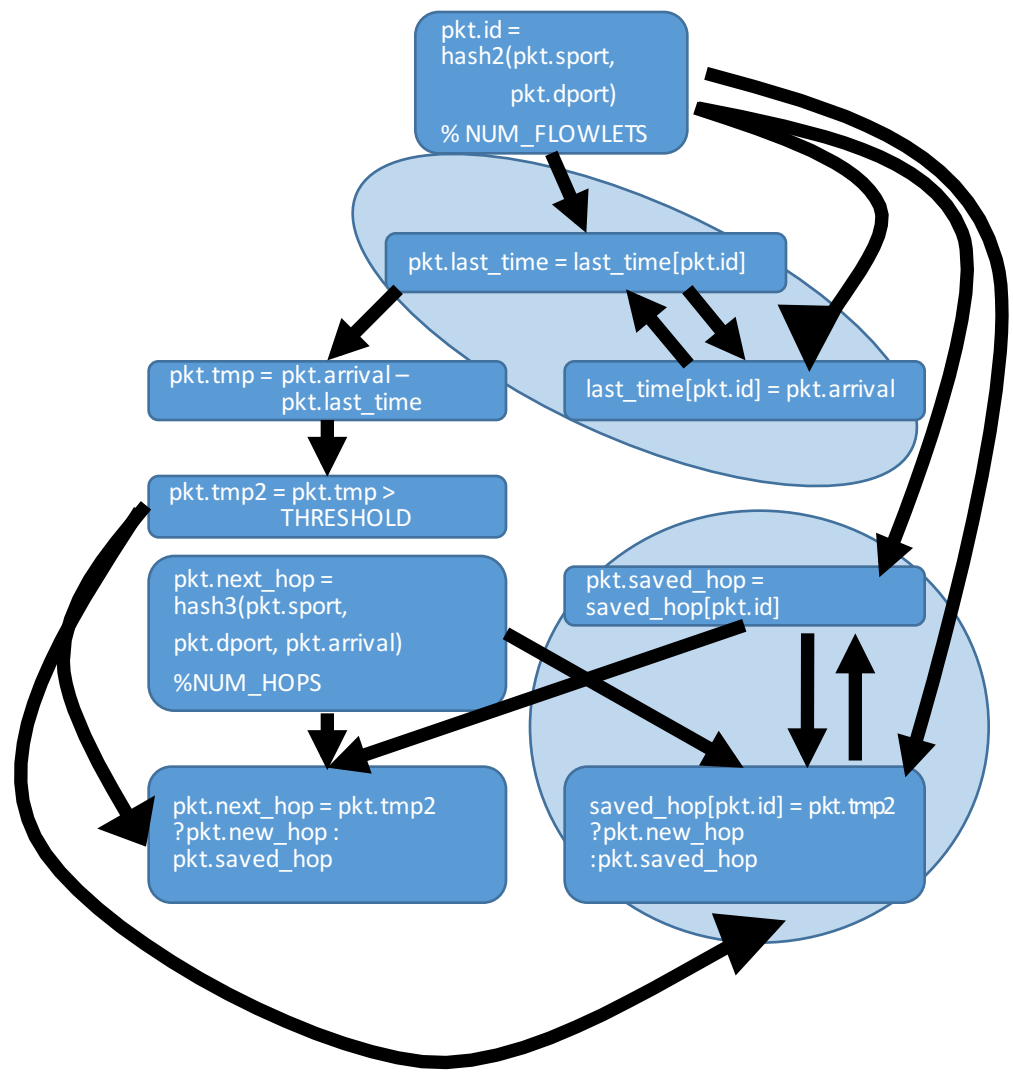 pkt.id =
hash2(pkt.sport,
pkt.dport)
% NUM_FLOWLETS
pkt.last_time = last_time[pkt.id]
pkt.tmp = pkt.arrival –
pkt.last_time
last_time[pkt.id] = pkt.arrival
pkt.tmp2 = pkt.tmp >
THRESHOLD
pkt.next_hop =
hash3(pkt.sport,
pkt.dport, pkt.arrival)
%NUM_HOPS
pkt.saved_hop =
saved_hop[pkt.id]
pkt.next_hop = pkt.tmp2
?pkt.new_hop :
pkt.saved_hop
saved_hop[pkt.id] = pkt.tmp2
?pkt.new_hop
:pkt.saved_hop